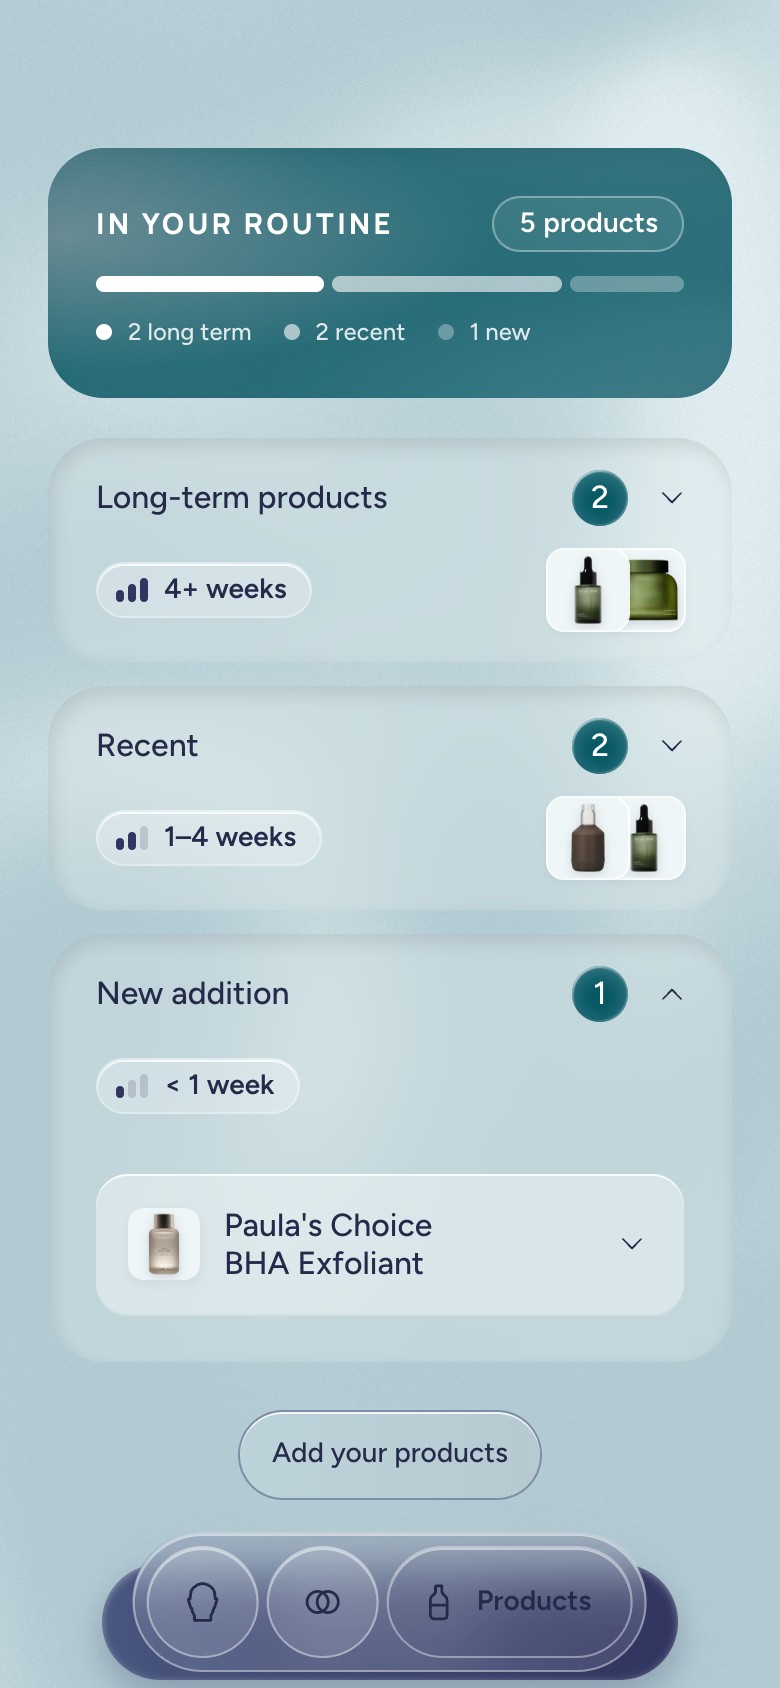 IN YOUR ROUTINE
5 products
2 long term
2 recent
1 new
Long-term products
2
4+ weeks
Recent
2
1–4 weeks
New addition
1
< 1 week
Paula's Choice
BHA Exfoliant
Add your products
Products